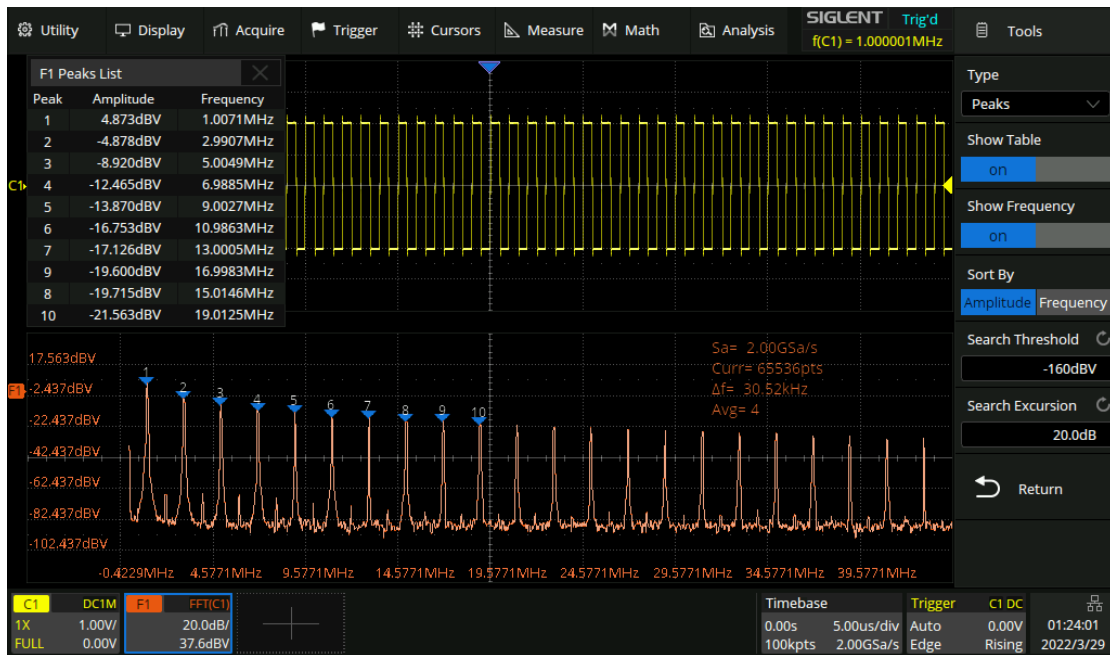 Utility Display Acquire Trigger Cursors Measure Math Analysis
SIGLENT Trig'd
f(C1) = 1.000001MHz
Tools
F1 Peaks List
Peak Amplitude Frequency
1 4.873dBV 1.0071MHz
2 -4.878dBV 2.9907MHz
3 -8.920dBV 5.0049MHz
4 -12.465dBV 6.9885MHz
5 -13.870dBV 9.0027MHz
6 -16.753dBV 10.9863MHz
7 -17.126dBV 13.0005MHz
9 -19.600dBV 16.9983MHz
8 -19.715dBV 15.0146MHz
10 -21.563dBV 19.0125MHz
C1
Type
Peaks
Show Table
on
Show Frequency
on
Sort By
Amplitude Frequency
Search Threshold
-160dBV
Search Excursion
20.0dB
Return
Sa= 2.00GSa/s
Curr= 65536pts
Δf= 30.52kHz
Avg= 4
F1
17.563dBV
-2.437dBV
-22.437dBV
-42.437dBV
-62.437dBV
-82.437dBV
-102.437dBV
1 2 3 4 5 6 7 8 9 10
-0.4229MHz 4.5771MHz 9.5771MHz 14.5771MHz 19.5771MHz 24.5771MHz 29.5771MHz 34.5771MHz 39.5771MHz
C1 DC1M
1X 1.00V/
FULL 0.00V
F1 FFT(C1)
20.0dB/
37.6dBV
Timebase
0.00s 5.00us/div
100kpts 2.00GSa/s
Trigger C1 DC
Auto 0.00V
Edge Rising
01:24:01
2022/3/29